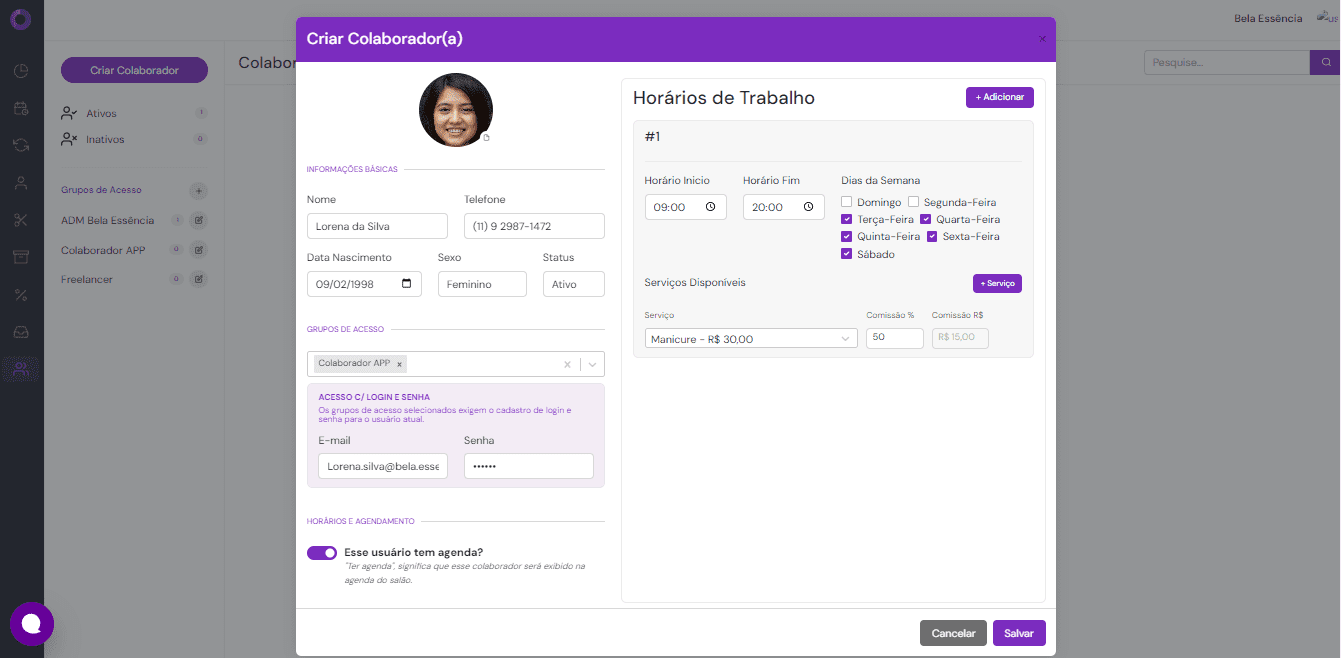 Bela Essência
Criar Colaborador(a)
×
Criar Colaborador
Colabor
Pesquise...
Ativos
1
Inativos
0
Grupos de Acesso
+
ADM Bela Essência
1
Colaborador APP
0
Freelancer
0
INFORMAÇÕES BÁSICAS
Nome
Telefone
Lorena da Silva
(11) 9 2987-1472
Data Nascimento
Sexo
Status
09/02/1998
Feminino
Ativo
GRUPOS DE ACESSO
Colaborador APP ×
ACESSO C/ LOGIN E SENHA
Os grupos de acesso selecionados exigem o cadastro de login e
senha para o usuário atual.
E-mail
Senha
Lorena.silva@bela.esse
••••••
HORÁRIOS E AGENDAMENTO
Esse usuário tem agenda?
"Ter agenda", significa que esse colaborador será exibido na
agenda do salão.
Horários de Trabalho
+ Adicionar
#1
Horário Inicio
Horário Fim
Dias da Semana
09:00
20:00
Domingo
Segunda-Feira
Terça-Feira
Quarta-Feira
Quinta-Feira
Sexta-Feira
Sábado
Serviços Disponíveis
+ Serviço
Serviço
Comissão %
Comissão R$
Manicure - R$ 30,00
50
R$ 15,00
Cancelar
Salvar